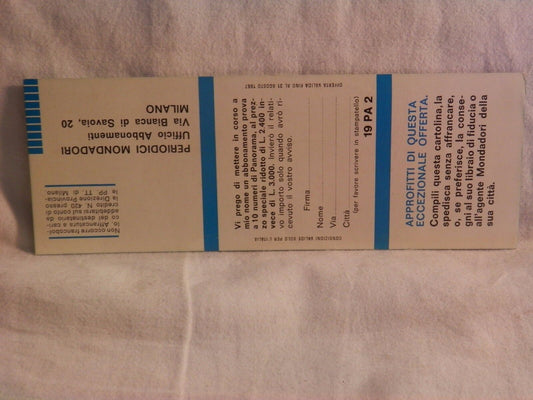 Non occorre francobol-
lo. Affrancatura a cari-
co del destinatario da
addebitarsi sul conto di
credito N. 429 presso
la Direzione Provincia-
le PP TT di Milano
PERIODICI MONDADORI
Ufficio Abbonamenti
Via Bianca di Savoia, 20
MILANO
OFFERTA VALIDA FINO AL 31 AGOSTO 1967
Vi prego di mettere in corso a
mio nome un abbonamento prova
a 10 numeri di Panorama, al prez-
zo speciale ridotto di L. 2.400 in-
vece di L. 3.000. Invierò il relati-
vo importo solo quando avrò ri-
cevuto il vostro avviso.
Firma
Nome
Via
Città
(per favore scrivere in stampatello)
19 PA 2
CONDIZIONI VALIDE SOLO PER L'ITALIA
APPROFITTI DI QUESTA
ECCEZIONALE OFFERTA.
Compili questa cartolina, la
spedisca senza affrancare,
o, se preferisce, la conse-
gni al suo libraio di fiducia o
all'agente Mondadori della
sua città.